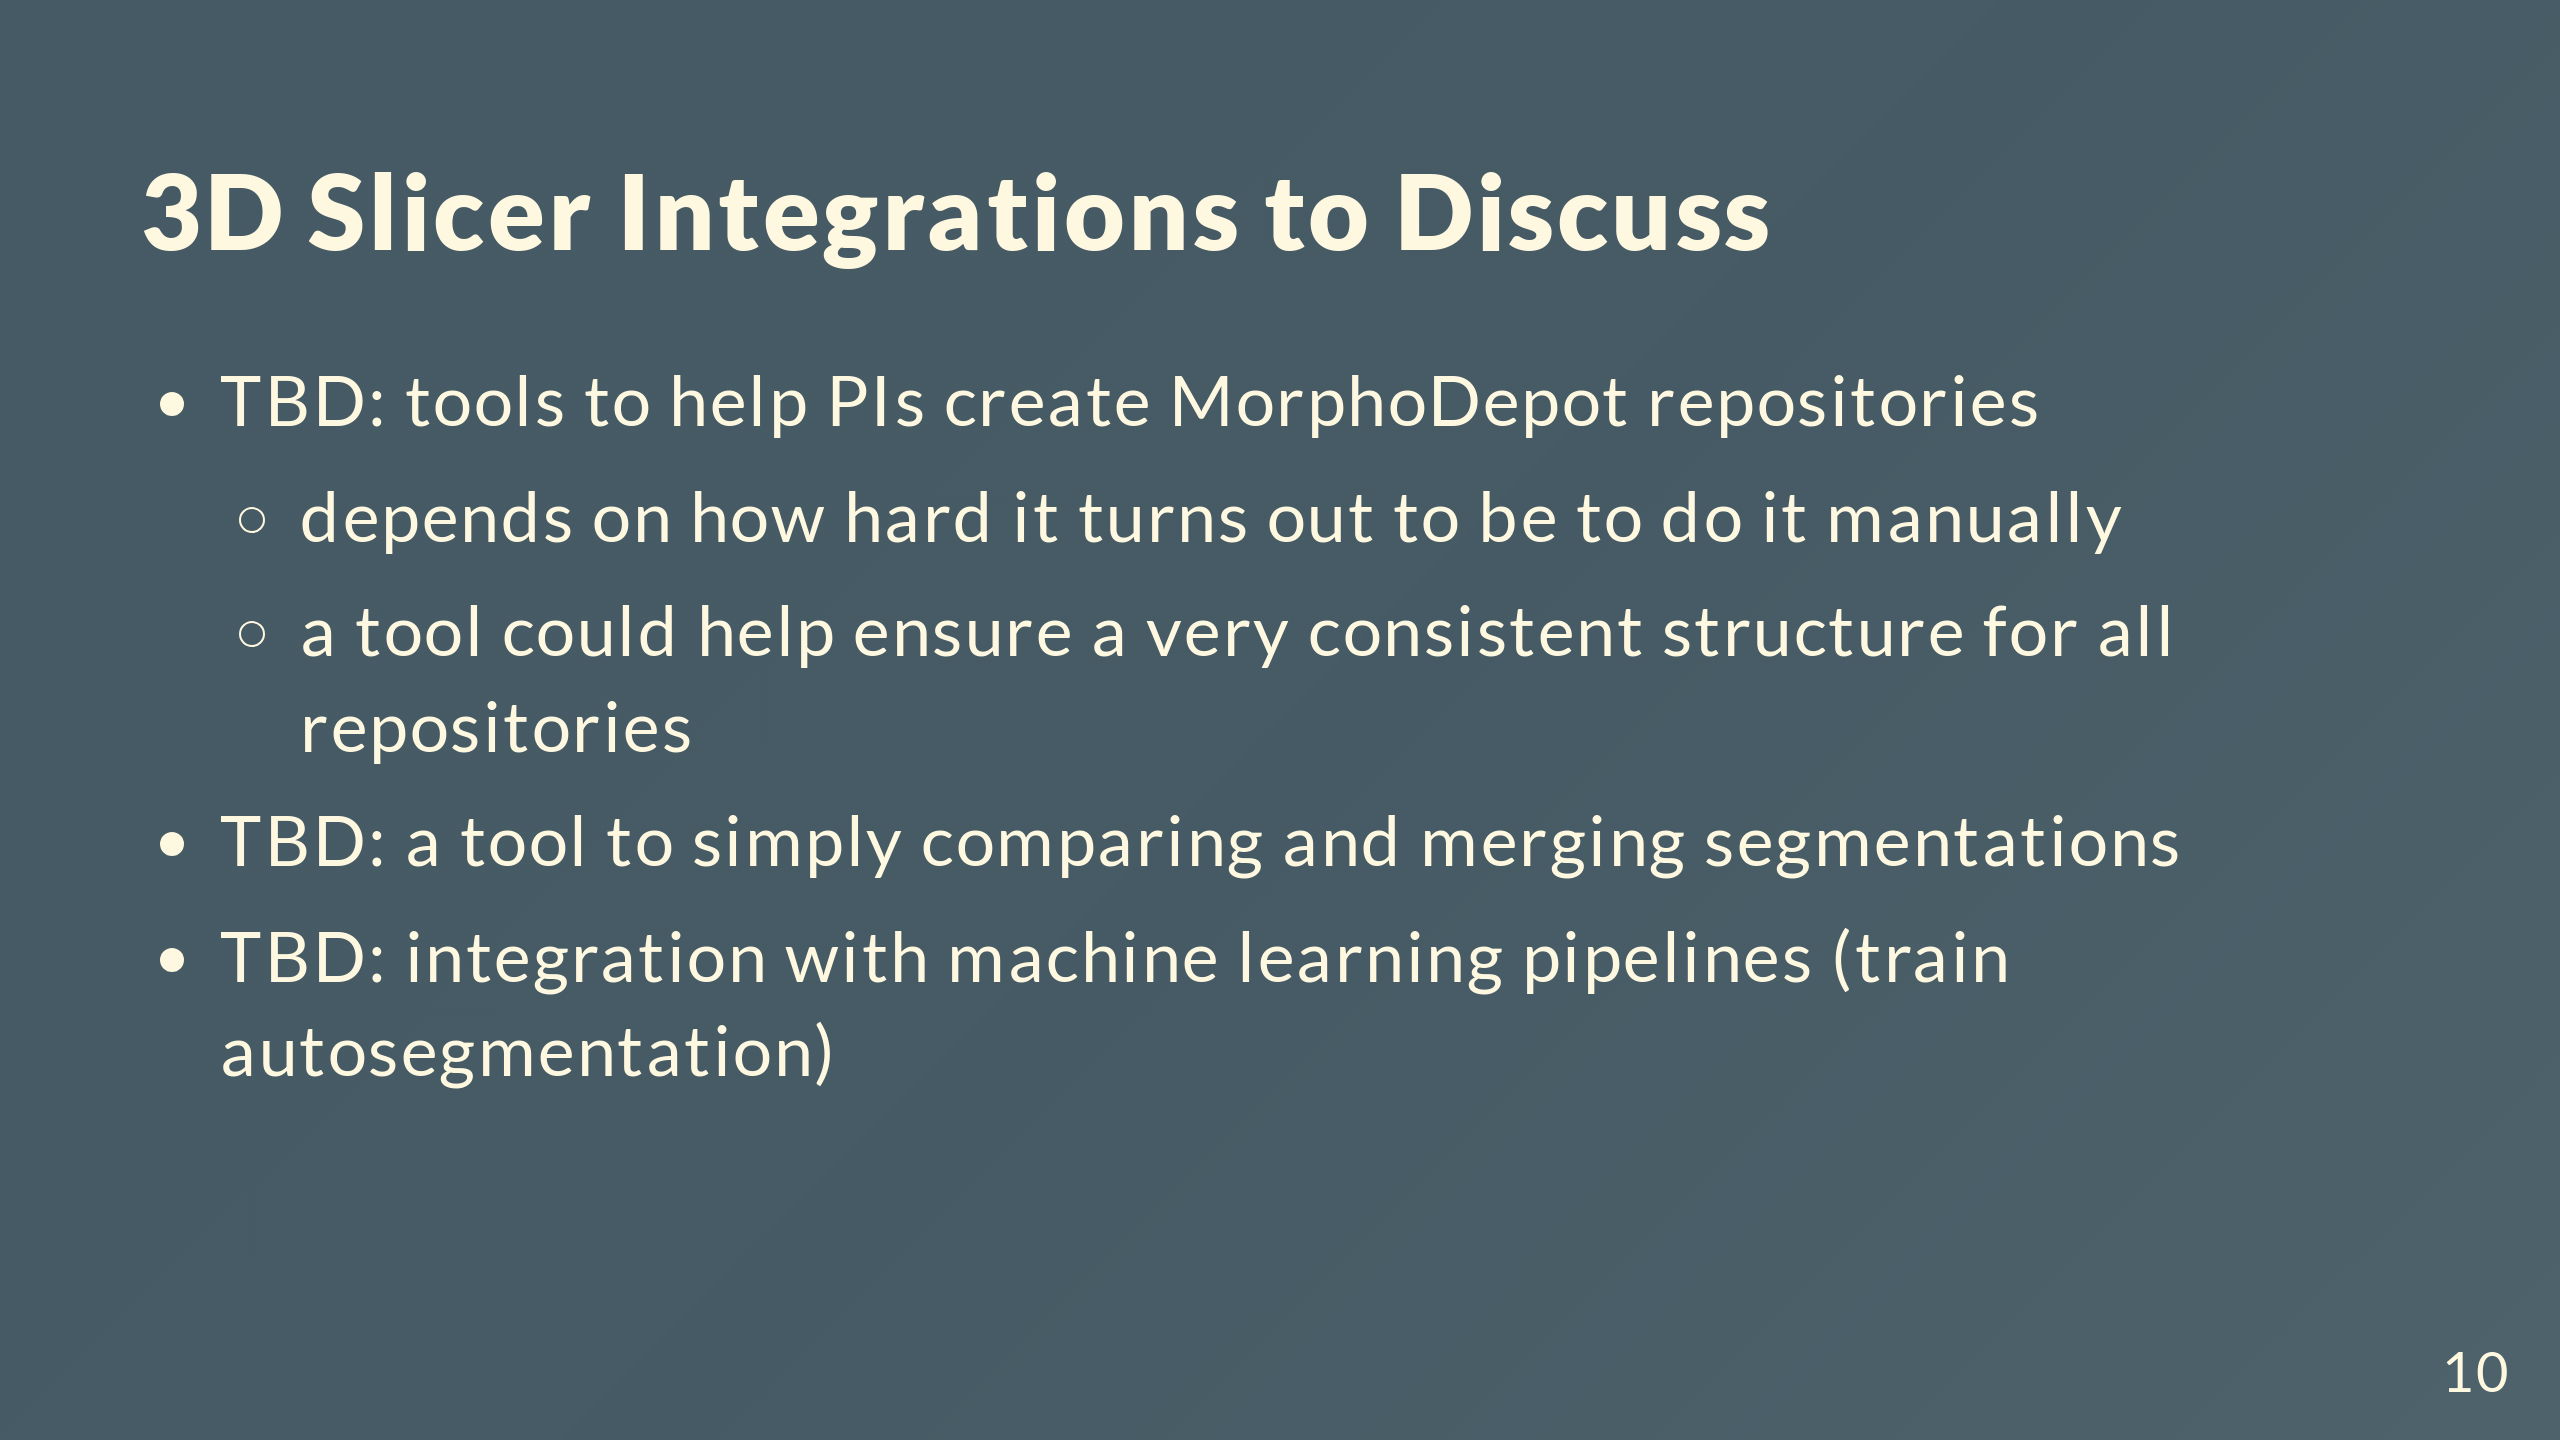 3D Slicer Integrations to Discuss
• TBD: tools to help PIs create MorphoDepot repositories
○ depends on how hard it turns out to be to do it manually
○ a tool could help ensure a very consistent structure for all
repositories
• TBD: a tool to simply comparing and merging segmentations
• TBD: integration with machine learning pipelines (train
autosegmentation)
10